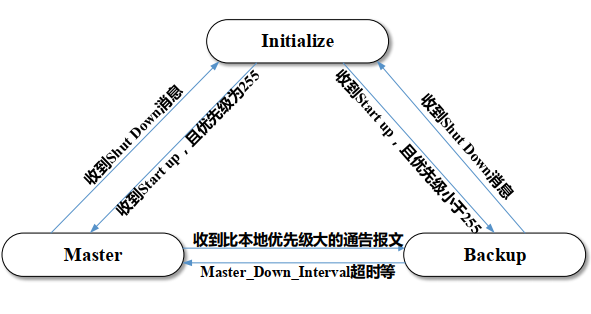 Initialize
收到Shut Down消息
收到Start up，且优先级为255
收到Start up，且优先级小于255
收到Shut Down消息
Master
收到比本地优先级大的通告报文
Master_Down_Interval超时等
Backup